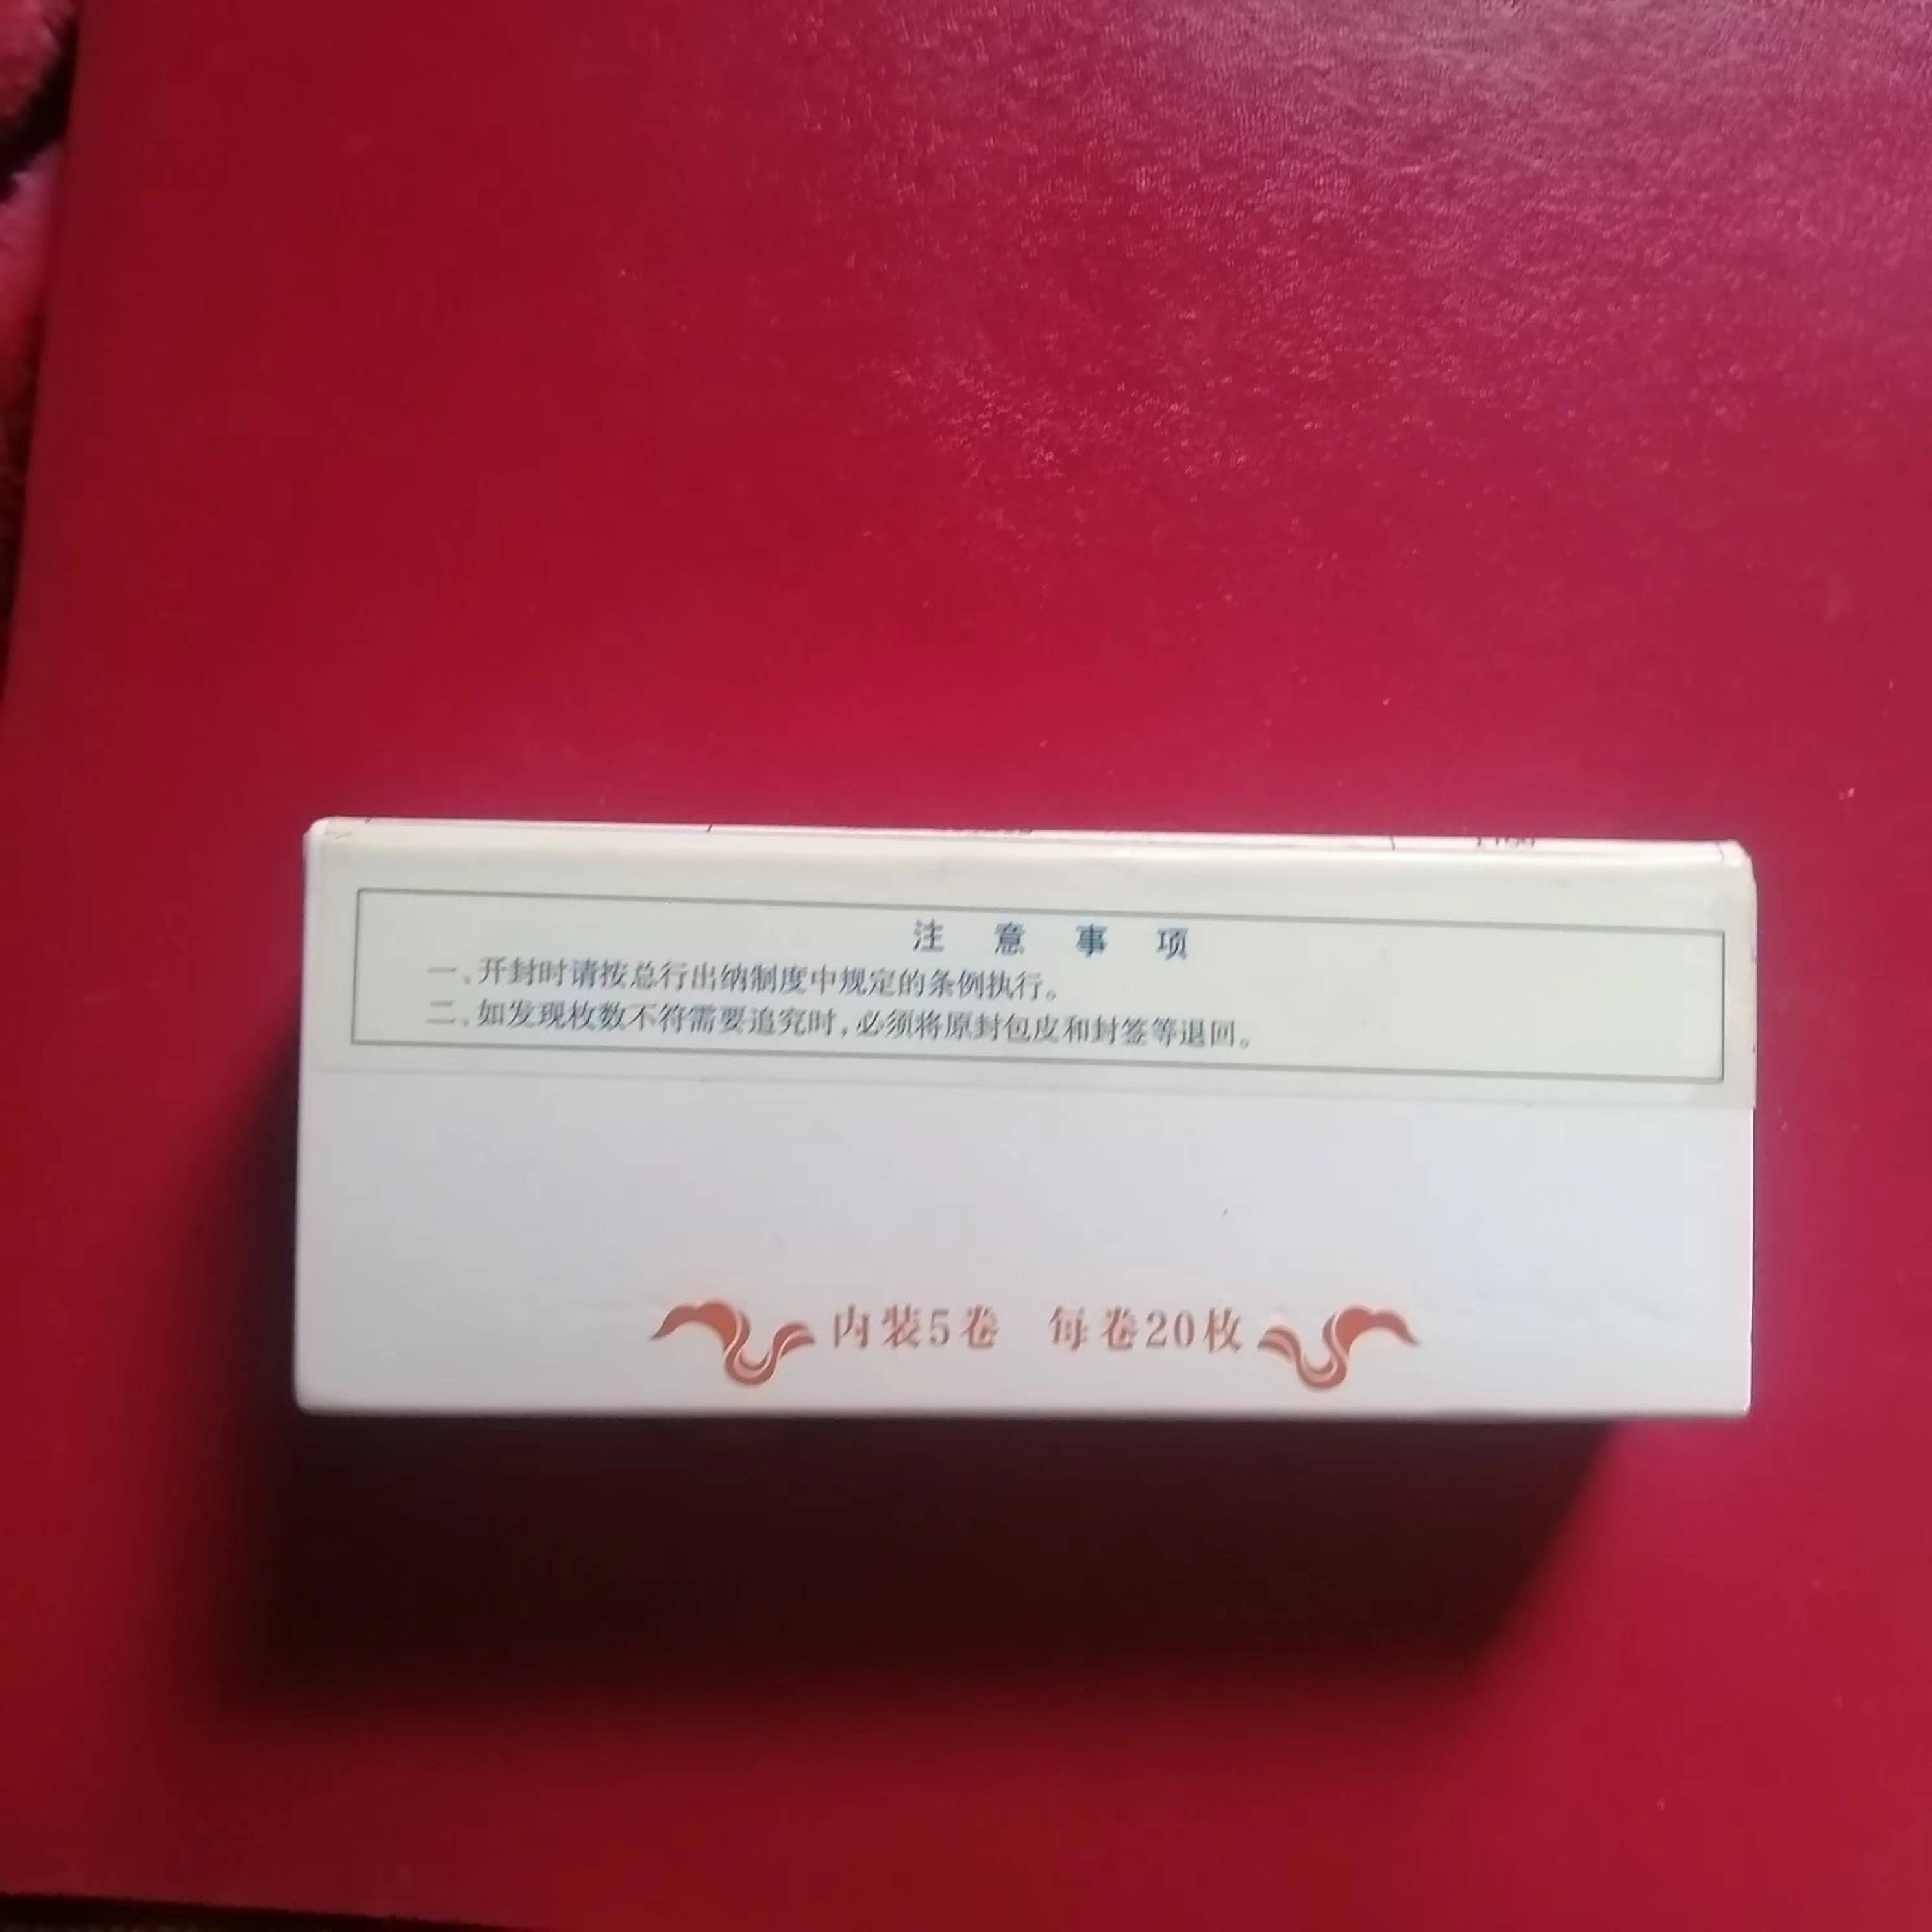 注意事项
一、开封时请按总行出纳制度中规定的条例执行。
二、如发现枚数不符需要追究时,必须将原封包皮和封签等退回。
内装5卷 每卷20枚